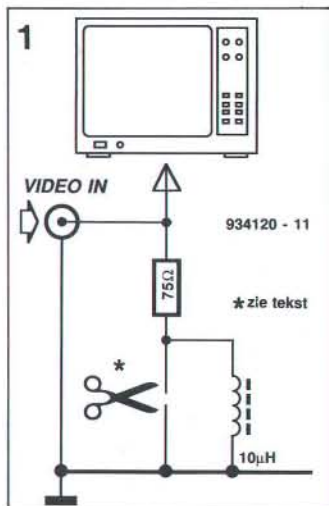 1
VIDEO IN
934120 - 11
75Ω
* zie tekst
*
10µH